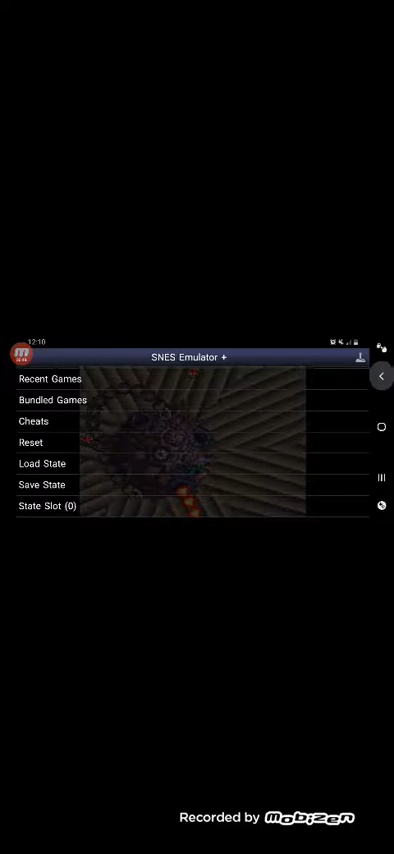 12:10
SNES Emulator +
Recent Games
Bundled Games
Cheats
Reset
Load State
Save State
State Slot (0)
Recorded by mobizen